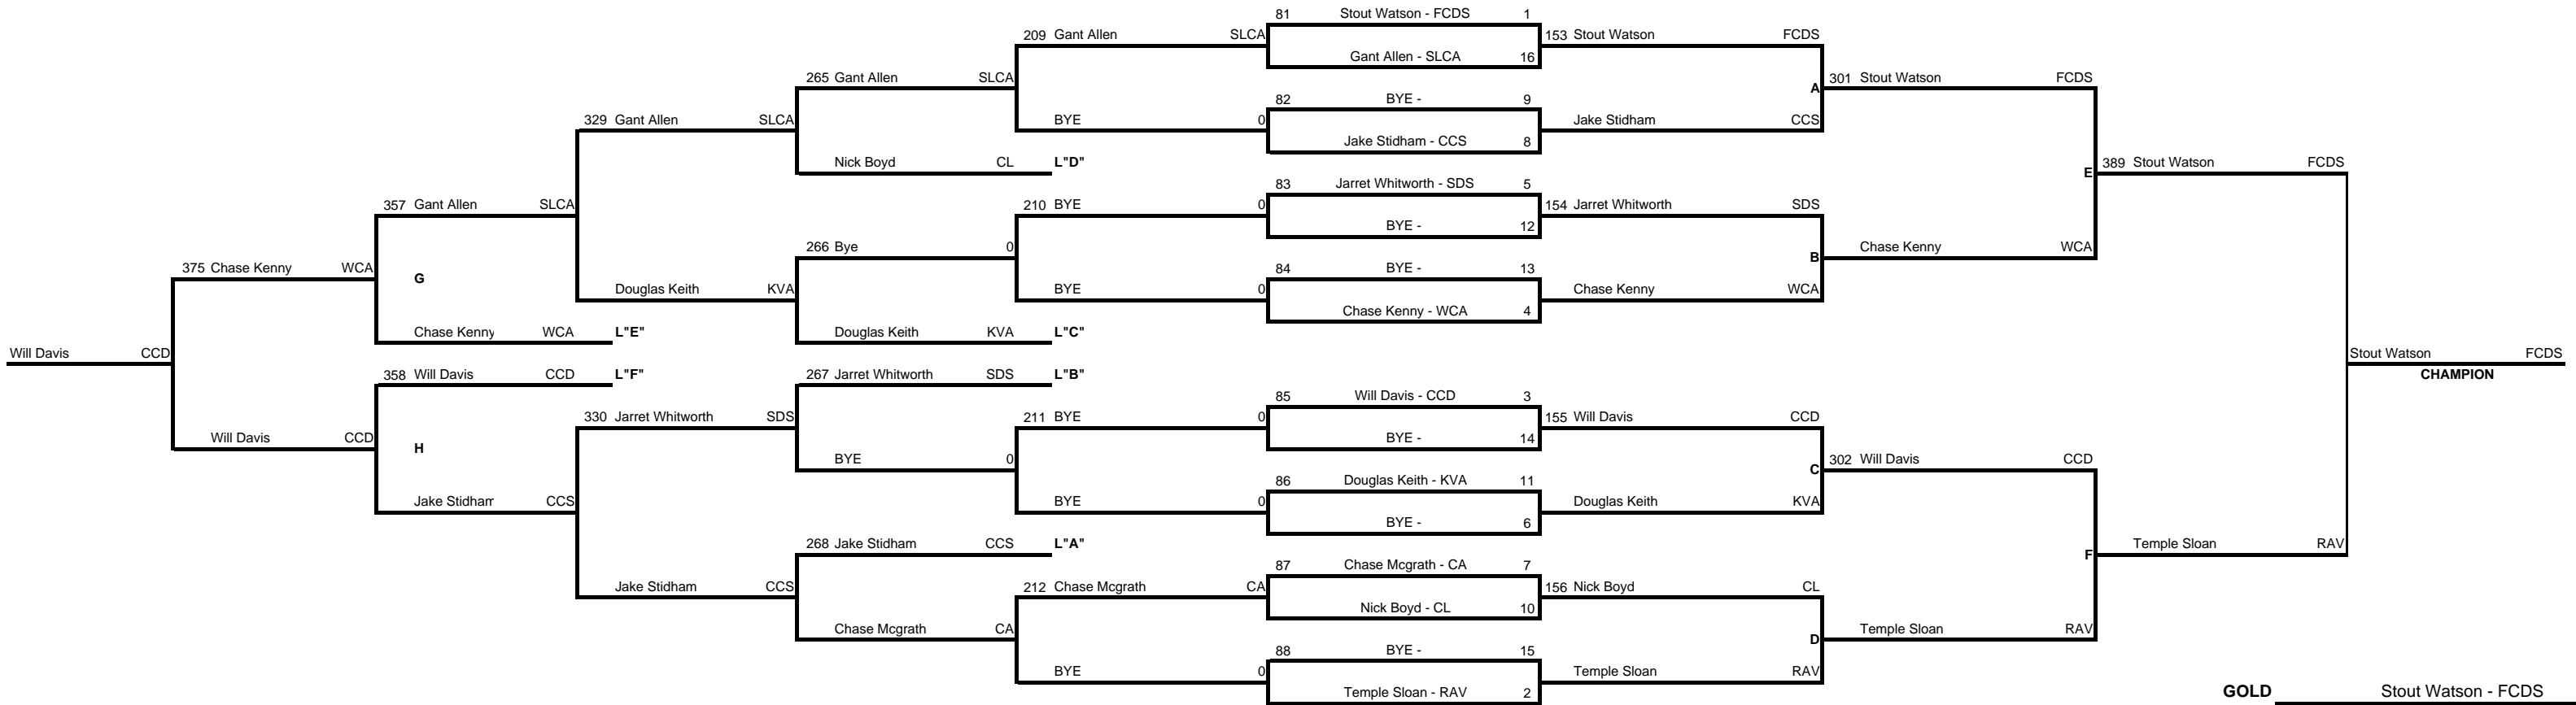 81 Stout Watson - FCDS 1
209 Gant Allen SLCA 153 Stout Watson FCDS
Gant Allen - SLCA 16
265 Gant Allen SLCA A 301 Stout Watson FCDS
82 BYE - 9
329 Gant Allen SLCA BYE 0 Jake Stidham CCS
Jake Stidham - CCS 8
Nick Boyd CL L"D" E 389 Stout Watson FCDS
83 Jarret Whitworth - SDS 5
357 Gant Allen SLCA 210 BYE 0 154 Jarret Whitworth SDS
BYE - 12
266 Bye 0 B Chase Kenny WCA
375 Chase Kenny WCA G 84 BYE - 13
Douglas Keith KVA BYE 0 Chase Kenny WCA
Chase Kenny - WCA 4
Chase Kenny WCA L"E" Douglas Keith KVA L"C"
Will Davis CCD Stout Watson FCDS
358 Will Davis CCD L"F" 267 Jarret Whitworth SDS L"B" CHAMPION
85 Will Davis - CCD 3
330 Jarret Whitworth SDS 211 BYE 0 155 Will Davis CCD
Will Davis CCD BYE - 14
H BYE 0 C 302 Will Davis CCD
86 Douglas Keith - KVA 11
Jake Stidham CCS BYE 0 Douglas Keith KVA
BYE - 6
268 Jake Stidham CCS L"A" F Temple Sloan RAV
87 Chase Mcgrath - CA 7
Jake Stidham CCS 212 Chase Mcgrath CA 156 Nick Boyd CL
Nick Boyd - CL 10
Chase Mcgrath CA D Temple Sloan RAV
88 BYE - 15
BYE 0 Temple Sloan RAV
Temple Sloan - RAV 2
GOLD Stout Watson - FCDS